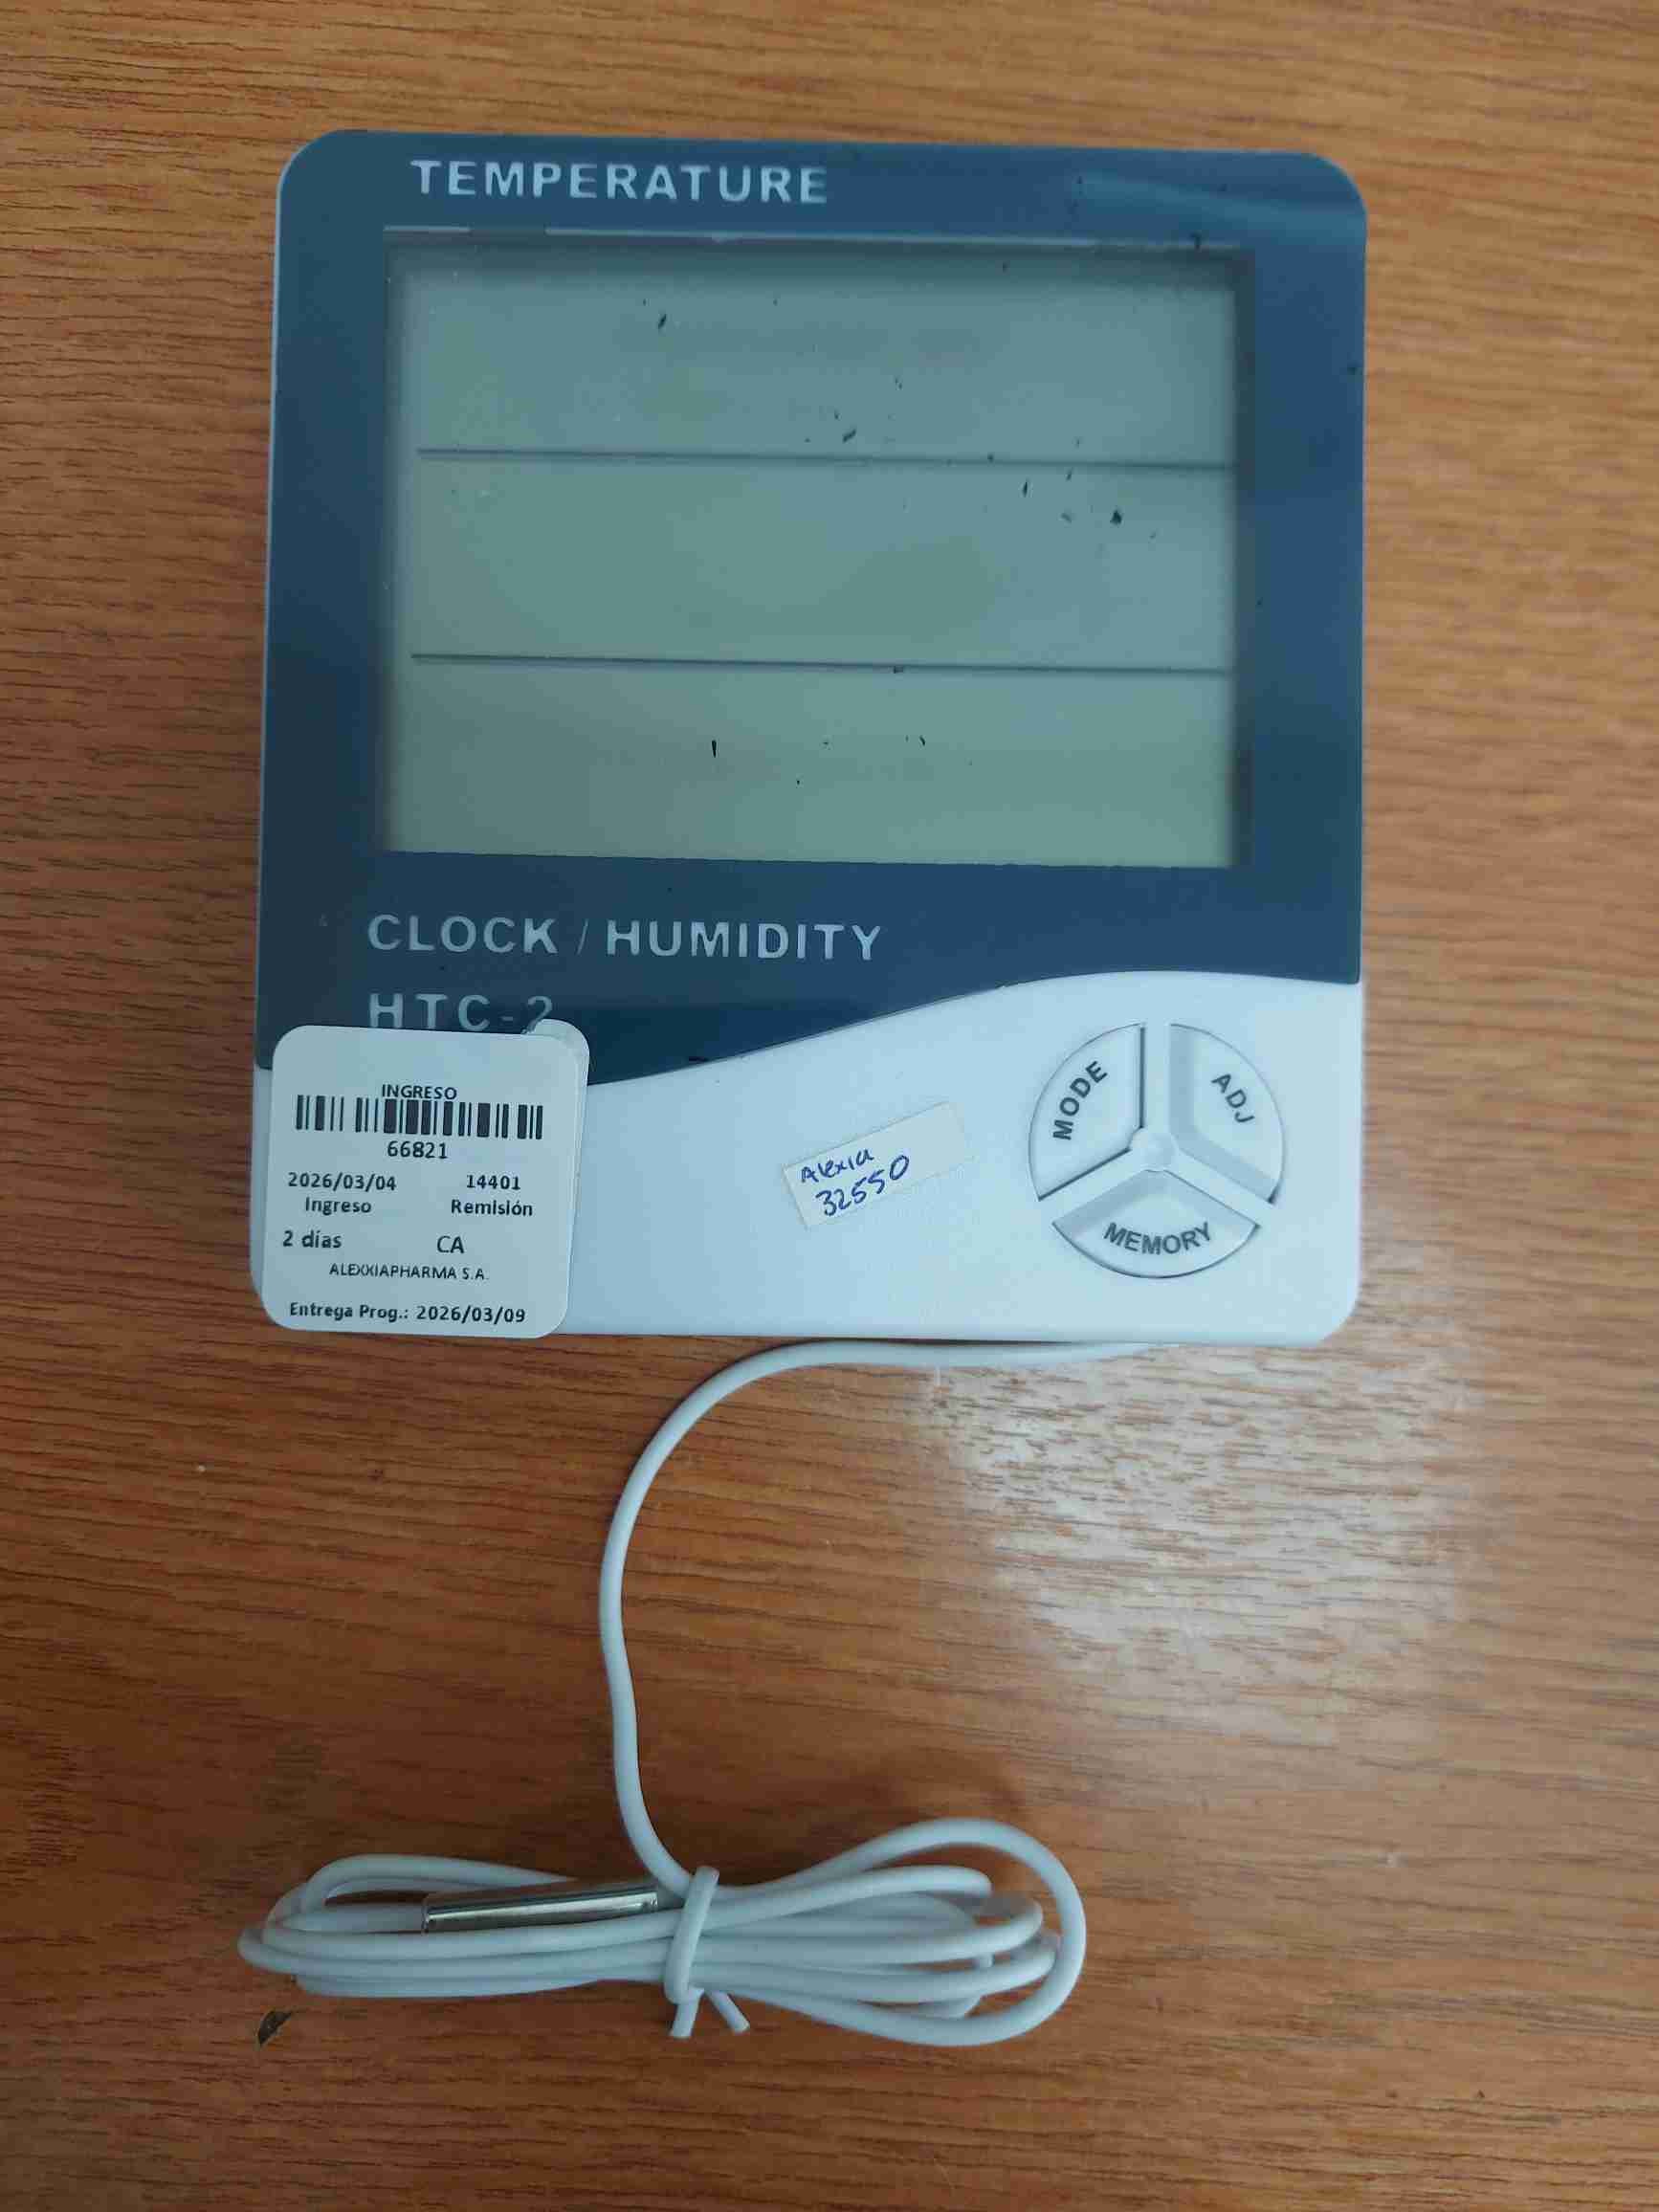 TEMPERATURE
CLOCK / HUMIDITY
HTC-2
INGRESO
66821
2026/03/04 14401
Ingreso Remisión
2 días CA
ALEXXIAPHARMA S.A.
Entrega Prog.: 2026/03/09
Alexia
32550
MODE
ADJ
MEMORY